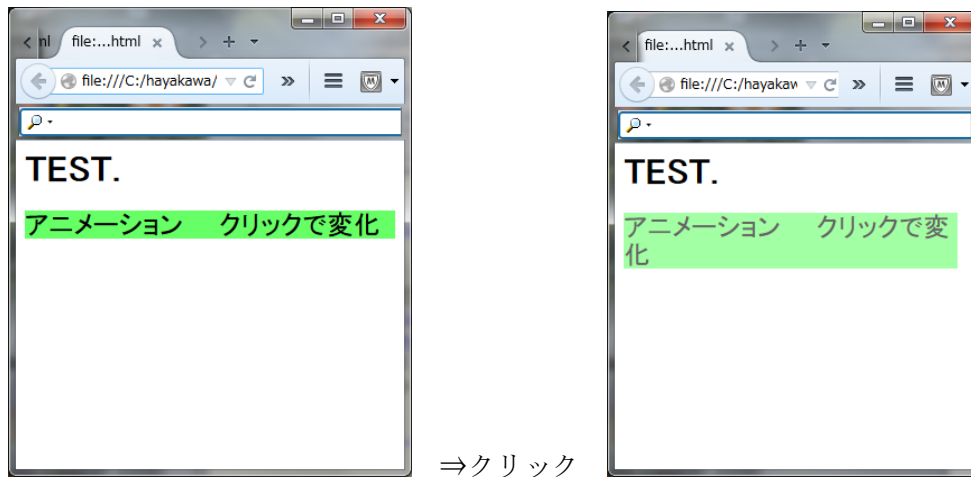 nl file:...html
file:///C:/hayakawa/
TEST.
アニメーション　クリックで変化
⇒クリック
file:...html
file:///C:/hayakaw
TEST.
アニメーション　クリックで変
化